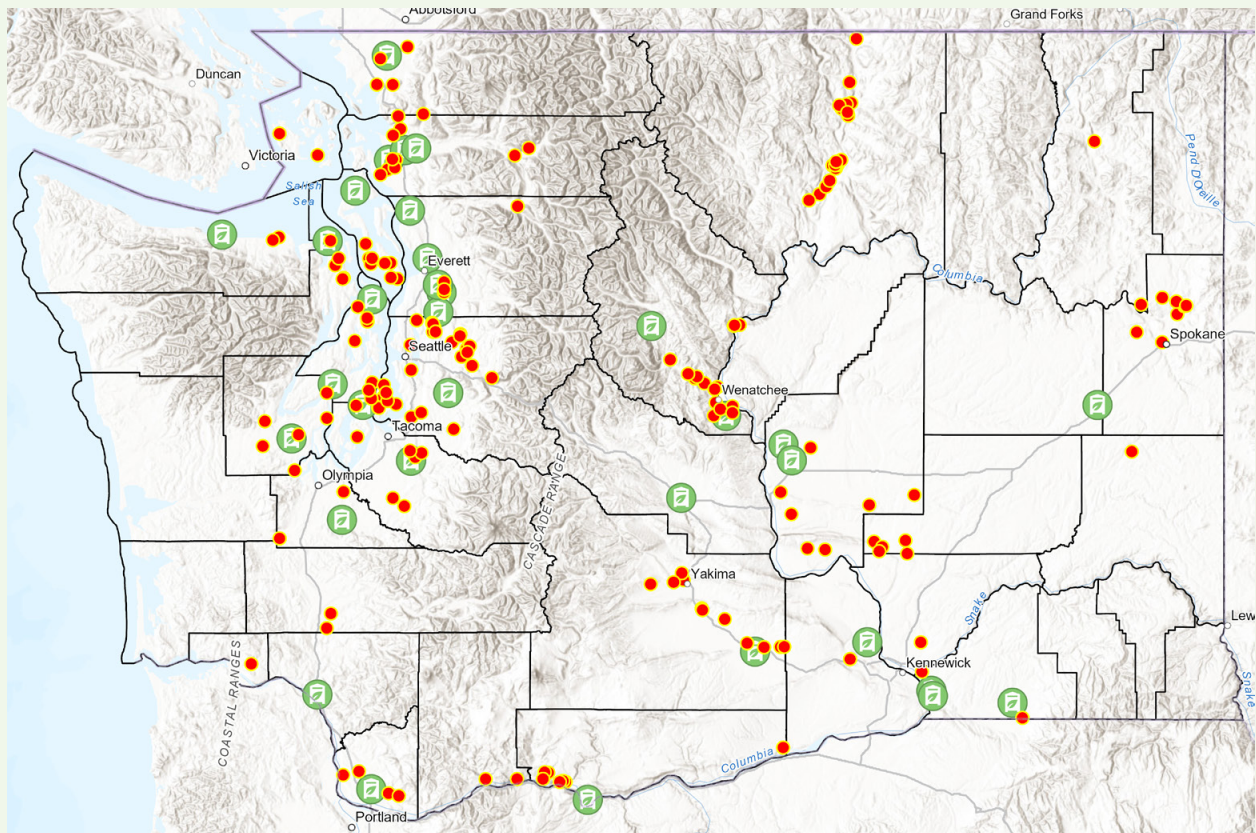 Abbotsford
Grand Forks
Duncan
Victoria
Pend D'Oreille
Salish
Sea
Everett
Columbia
Spokane
Seattle
Wenatchee
Tacoma
Olympia
CASCADE RANGE
Yakima
Snake
Lew
Kennewick
COASTAL RANGES
Snake
Columbia
Portland